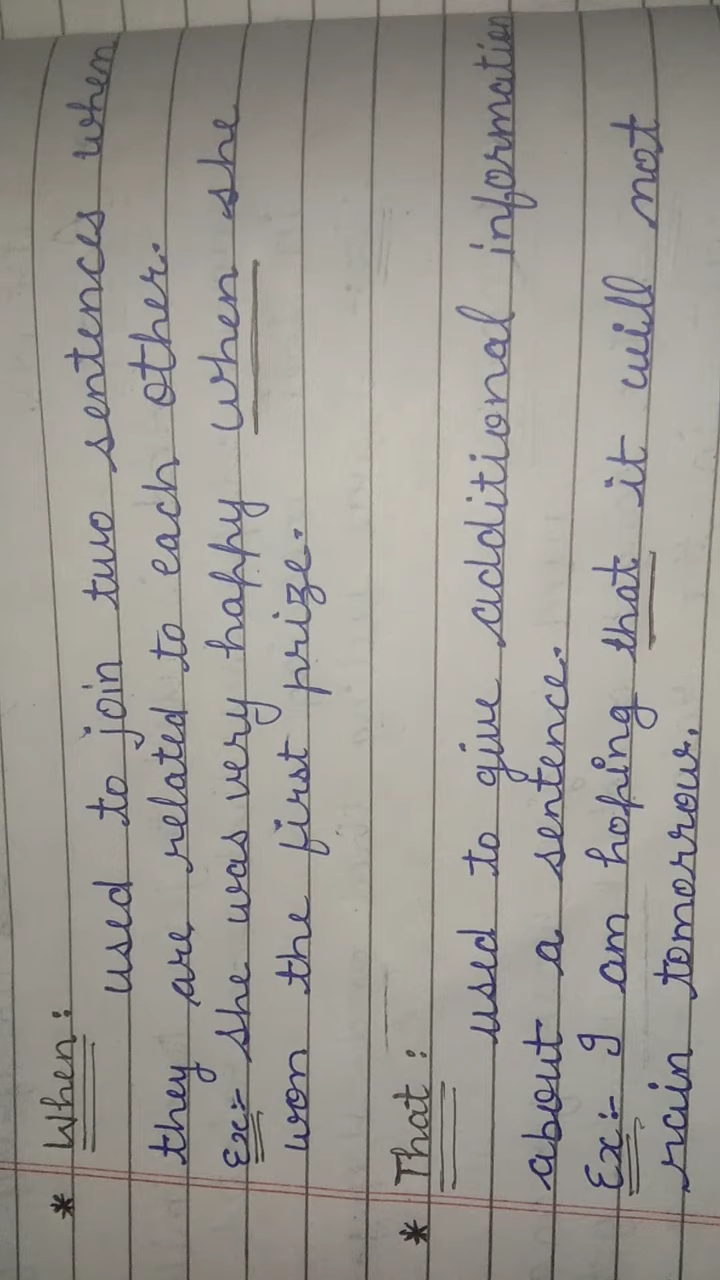 * When:
used to join two sentences when
they are related to each other.
Ex:- She was very happy when she
won the first prize.
* That:
used to give additional information
about a sentence.
Ex:- I am hoping that it will not
rain tomorrow.